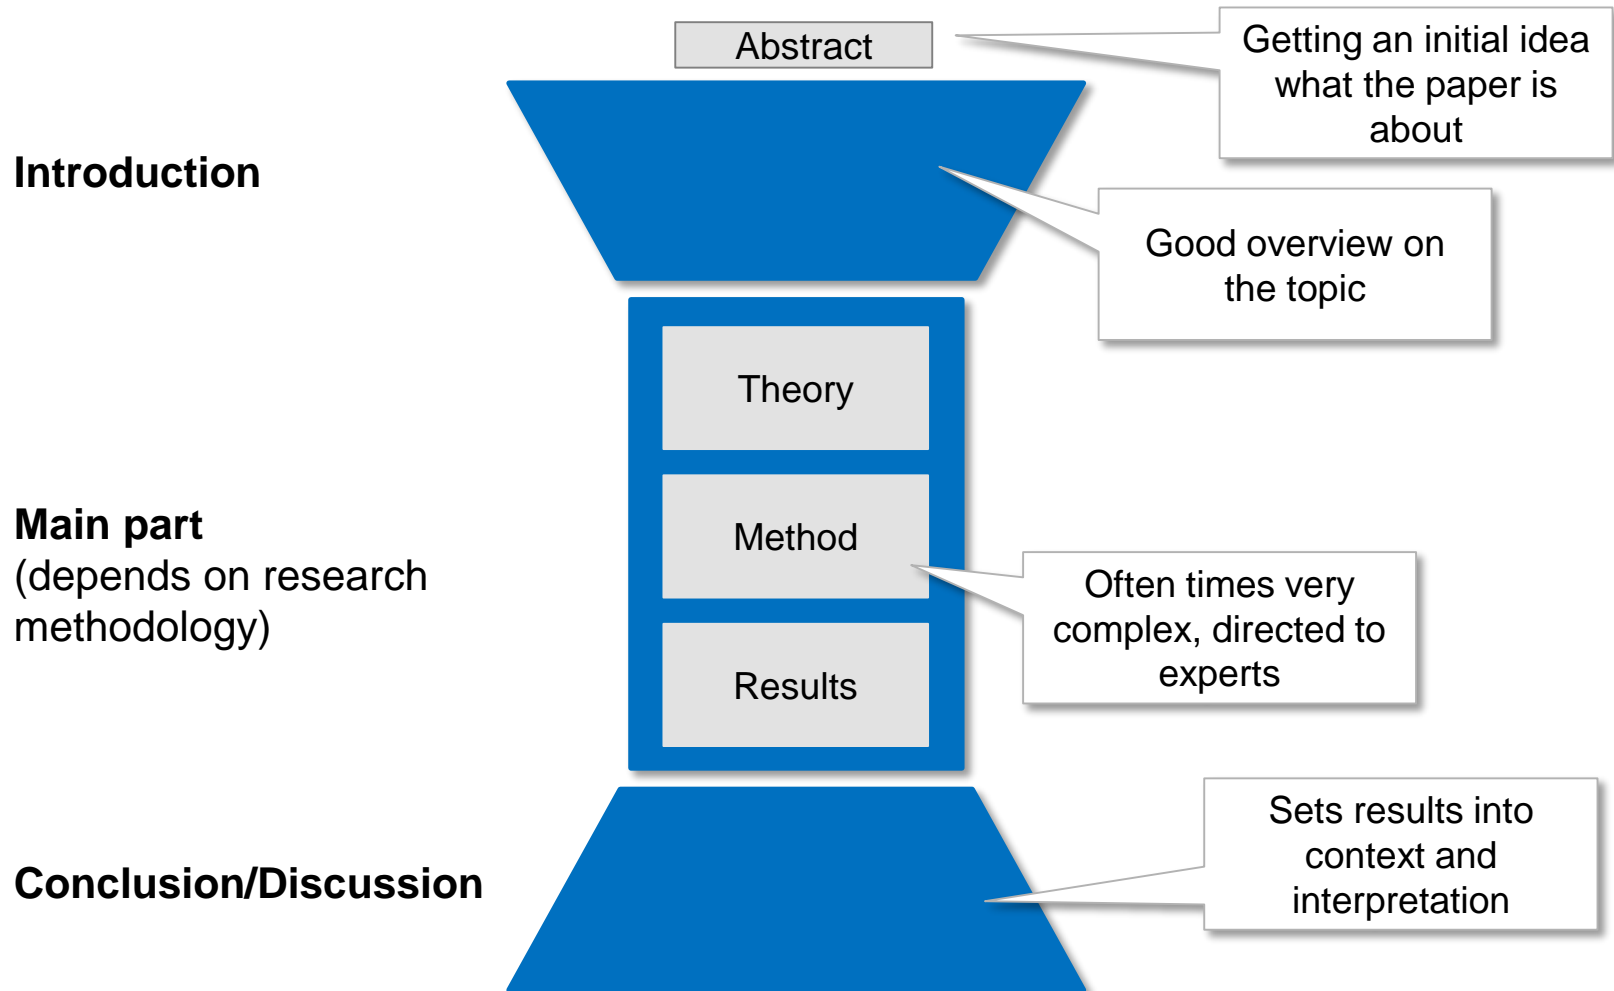 Abstract
Getting an initial idea
what the paper is
about
Introduction
Good overview on
the topic
Theory
Main part
(depends on research
methodology)
Method
Often times very
complex, directed to
experts
Results
Conclusion/Discussion
Sets results into
context and
interpretation